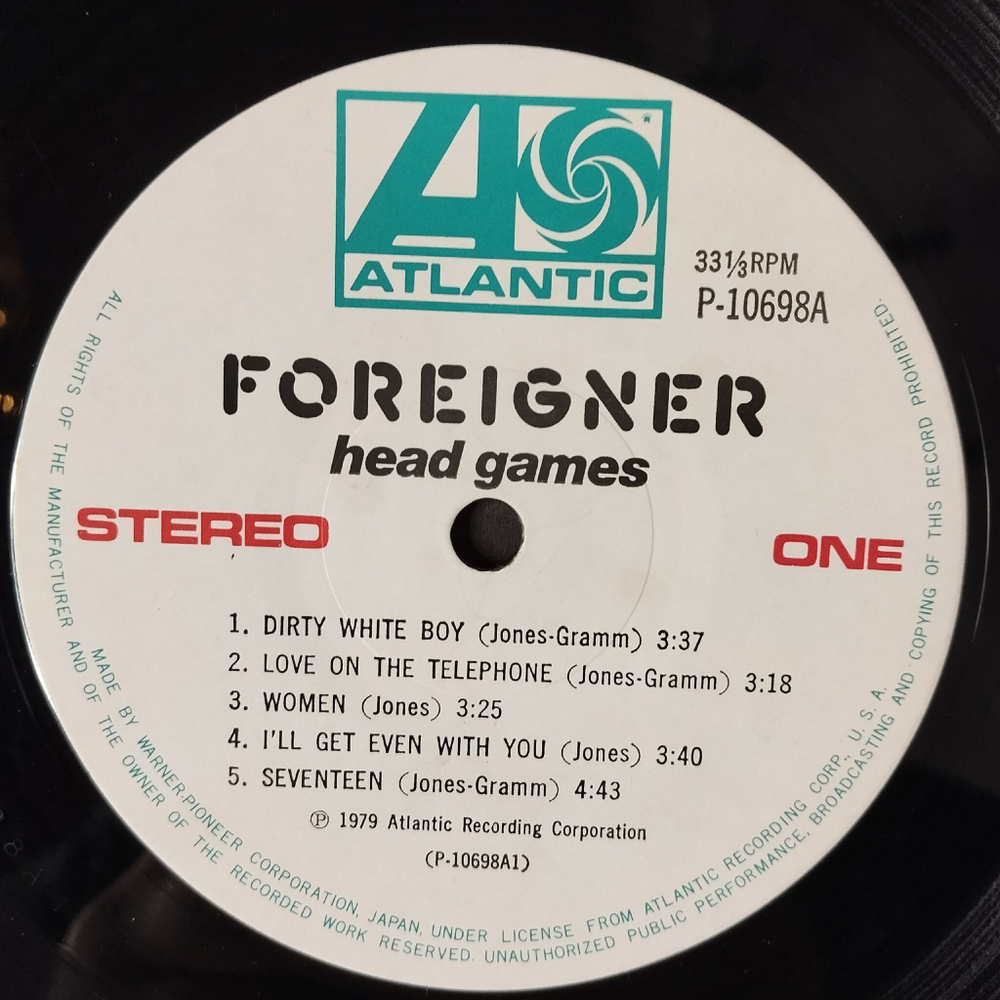 ATLANTIC
33⅓RPM
P-10698A
FOREIGNER
head games
STEREO
ONE
1. DIRTY WHITE BOY (Jones-Gramm) 3:37
2. LOVE ON THE TELEPHONE (Jones-Gramm) 3:18
3. WOMEN (Jones) 3:25
4. I'LL GET EVEN WITH YOU (Jones) 3:40
5. SEVENTEEN (Jones-Gramm) 4:43
℗ 1979 Atlantic Recording Corporation
(P-10698A1)
MADE BY WARNER-PIONEER CORPORATION, JAPAN, UNDER LICENSE FROM ATLANTIC RECORDING CORP., U. S. A.
ALL RIGHTS OF THE MANUFACTURER AND OF THE OWNER OF THE RECORDED WORK RESERVED. UNAUTHORIZED PUBLIC PERFORMANCE, BROADCASTING AND COPYING OF THIS RECORD PROHIBITED.